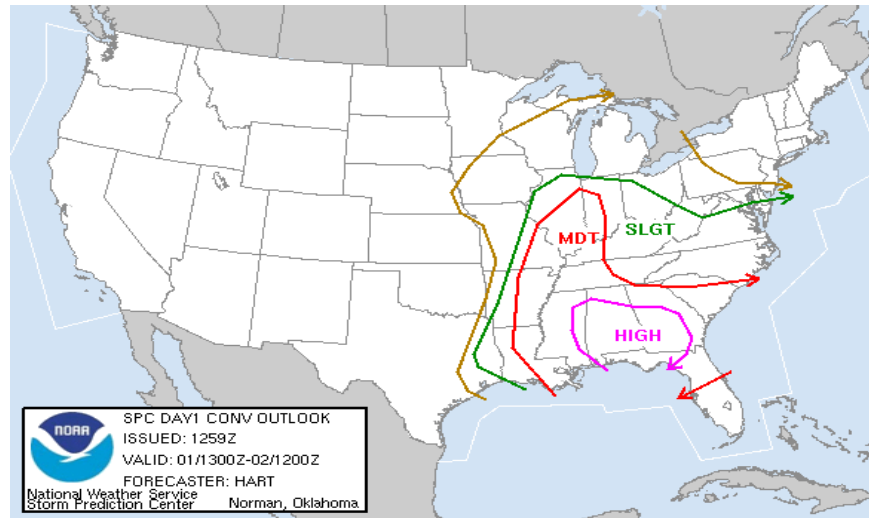 SLGT
MDT
HIGH
NOAA
SPC DAY1 CONV OUTLOOK
ISSUED: 1259Z
VALID: 01/1300Z-02/1200Z
FORECASTER: HART
National Weather Service
Storm Prediction Center Norman, Oklahoma